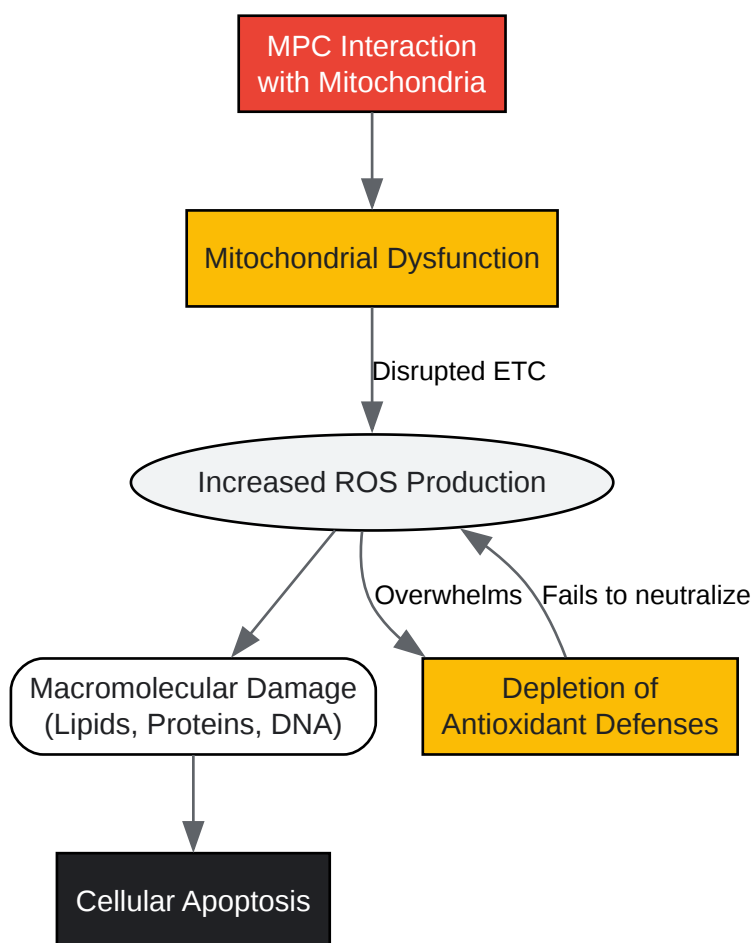 MPC Interaction
with Mitochondria
Mitochondrial Dysfunction
Disrupted ETC
Increased ROS Production
Overwhelms
Fails to neutralize
Macromolecular Damage
(Lipids, Proteins, DNA)
Depletion of
Antioxidant Defenses
Cellular Apoptosis